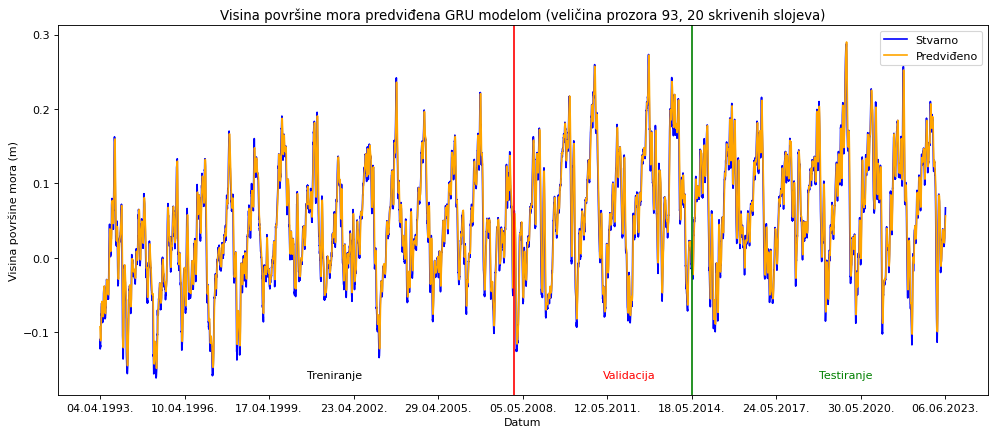 Visina površine mora predviđena GRU modelom (veličina prozora 93, 20 skrivenih slojeva)
Stvarno
Predviđeno
Visina površine mora (m)
0.3
0.2
0.1
0.0
−0.1
Treniranje
Validacija
Testiranje
04.04.1993.
10.04.1996.
17.04.1999.
23.04.2002.
29.04.2005.
05.05.2008.
12.05.2011.
18.05.2014.
24.05.2017.
30.05.2020.
06.06.2023.
Datum